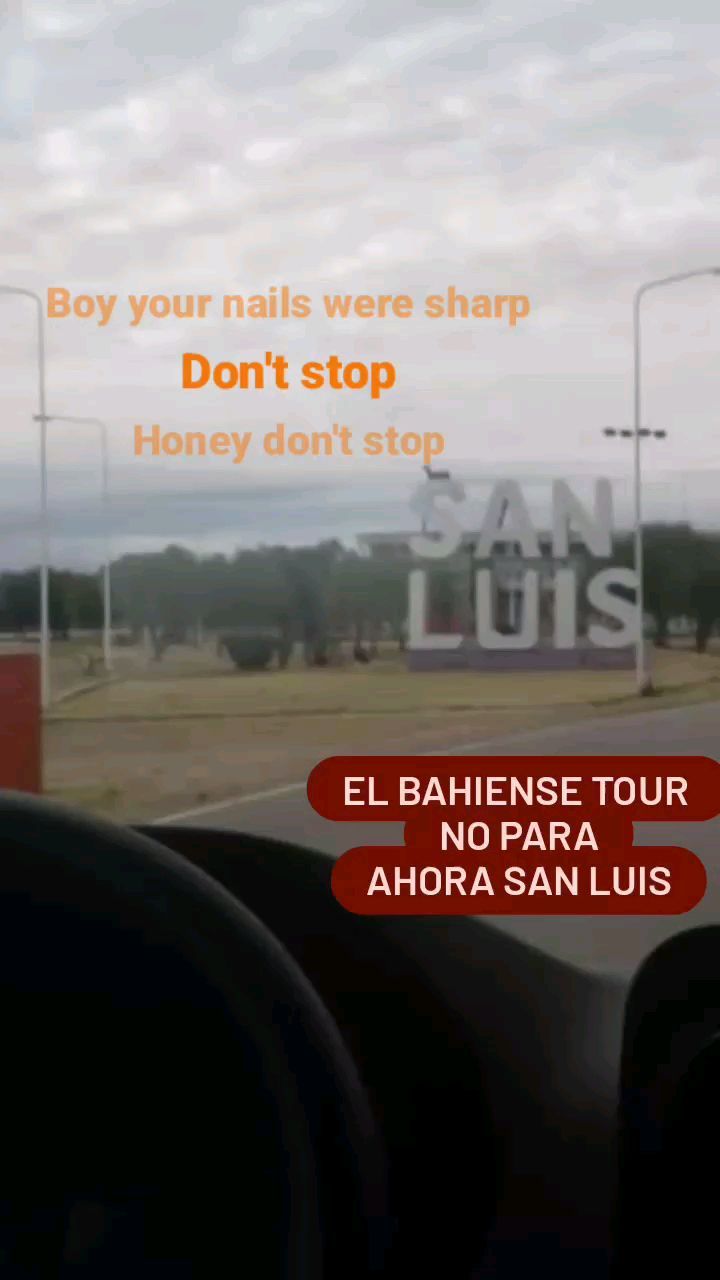 Boy your nails were sharp
Don't stop
Honey don't stop
SAN
LUIS
EL BAHIENSE TOUR
NO PARA
AHORA SAN LUIS